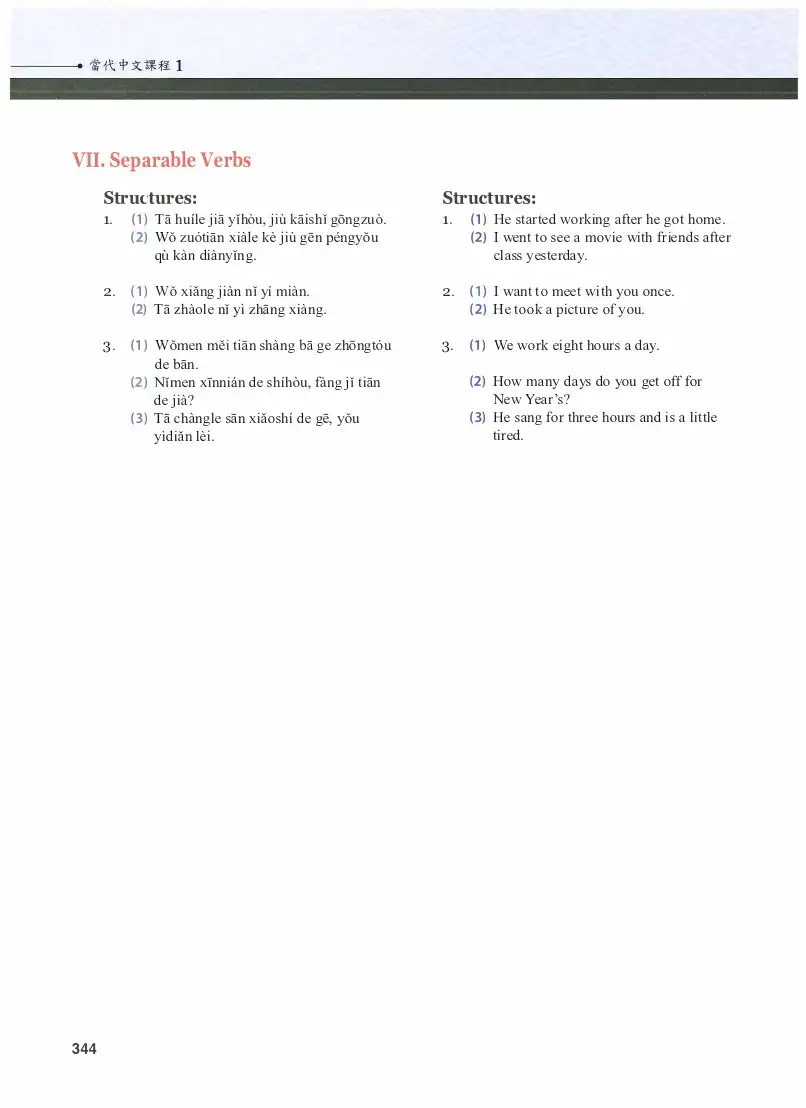 當代中文課程 1
VII. Separable Verbs
Structures:
1. (1) Tā huíle jiā yǐhòu, jiù kāishǐ gōngzuò.
(2) Wǒ zuótiān xiàle kè jiù gēn péngyǒu
qù kàn diànyǐng.
2. (1) Wǒ xiǎng jiàn nǐ yí miàn.
(2) Tā zhàole nǐ yì zhāng xiàng.
3. (1) Wǒmen měi tiān shàng bā ge zhōngtóu
de bān.
(2) Nǐmen xīnnián de shíhòu, fàng jǐ tiān
de jià?
(3) Tā chàngle sān xiǎoshí de gē, yǒu
yìdiǎn lèi.
Structures:
1. (1) He started working after he got home.
(2) I went to see a movie with friends after
class yesterday.
2. (1) I want to meet with you once.
(2) He took a picture of you.
3. (1) We work eight hours a day.
(2) How many days do you get off for
New Year's?
(3) He sang for three hours and is a little
tired.
344